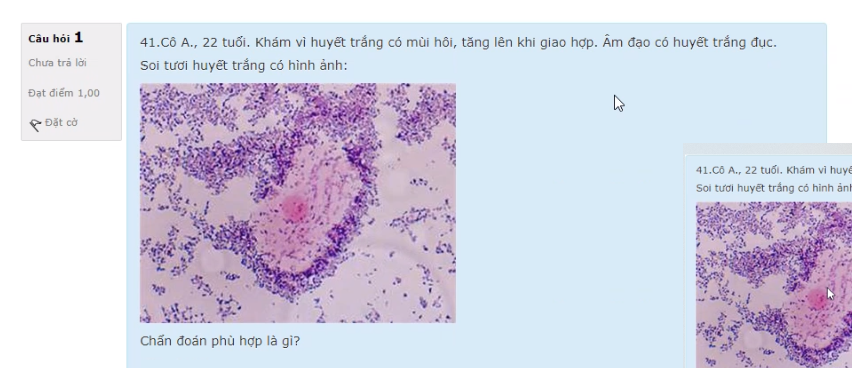 Câu hỏi 1
Chưa trả lời
Đạt điểm 1,00
Đặt cờ
41.Cô A., 22 tuổi. Khám vì huyết trắng có mùi hôi, tăng lên khi giao hợp. Âm đạo có huyết trắng đục.
Soi tươi huyết trắng có hình ảnh:
Chẩn đoán phù hợp là gì?
41.Cô A., 22 tuổi. Khám vì huyế
Soi tươi huyết trắng có hình ảnh